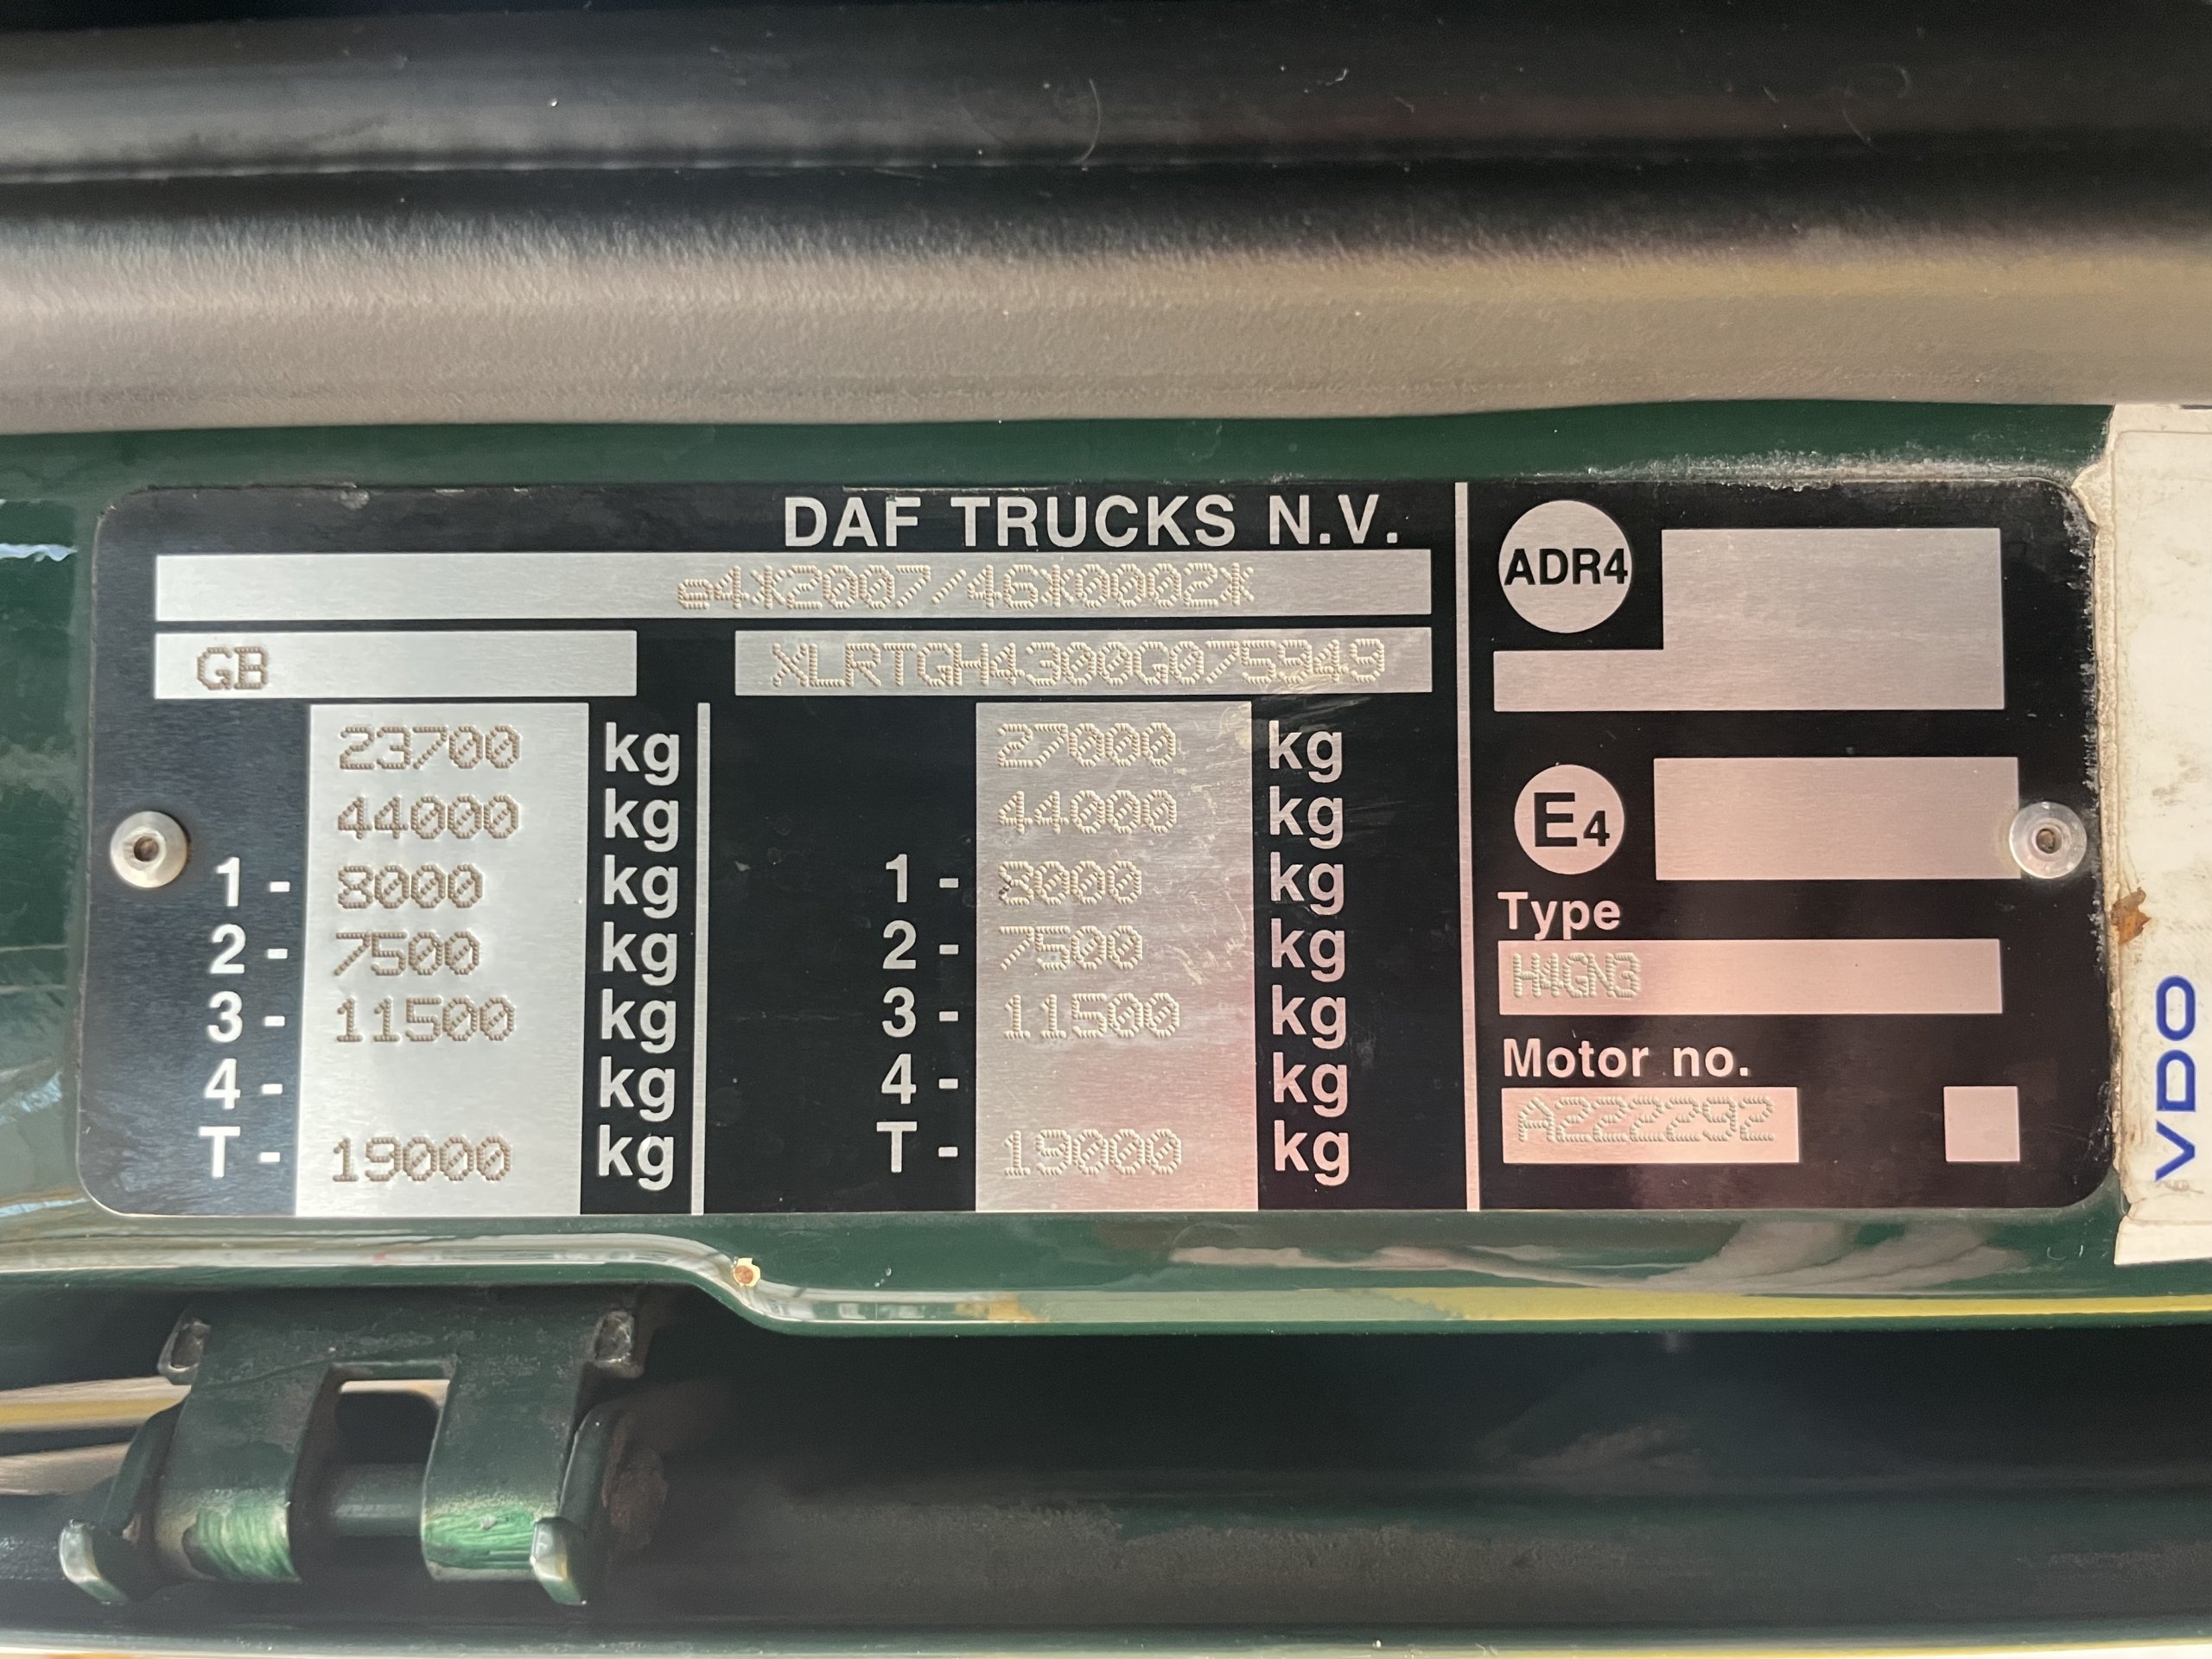 DAF TRUCKS N.V.
e4*2007/46*0002*
GB XLRTGH4300G075949
23700 kg 27000 kg
44000 kg 44000 kg
1 - 8000 kg 1 - 8000 kg
2 - 7500 kg 2 - 7500 kg
3 - 11500 kg 3 - 11500 kg
4 - kg 4 - kg
T - 19000 kg T - 19000 kg
ADR4
E4
Type
H4GN3
Motor no.
A222292
VDO